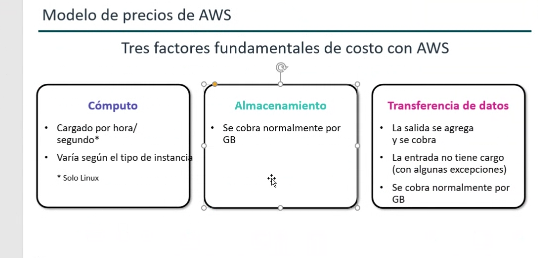 Modelo de precios de AWS
Tres factores fundamentales de costo con AWS
Cómputo
• Cargado por hora/
segundo*
• Varía según el tipo de instancia
* Solo Linux
Almacenamiento
• Se cobra normalmente por
GB
Transferencia de datos
• La salida se agrega
y se cobra
• La entrada no tiene cargo
(con algunas excepciones)
• Se cobra normalmente por
GB